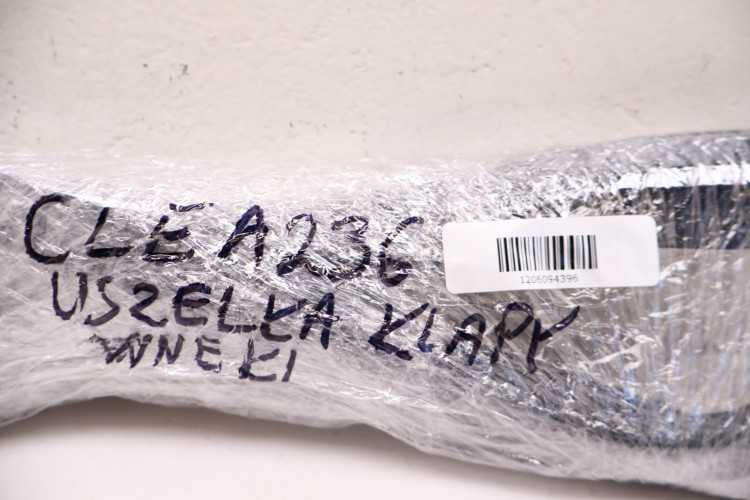 CLE A236
USZELKA KLAPY
WNEKI
1206094396